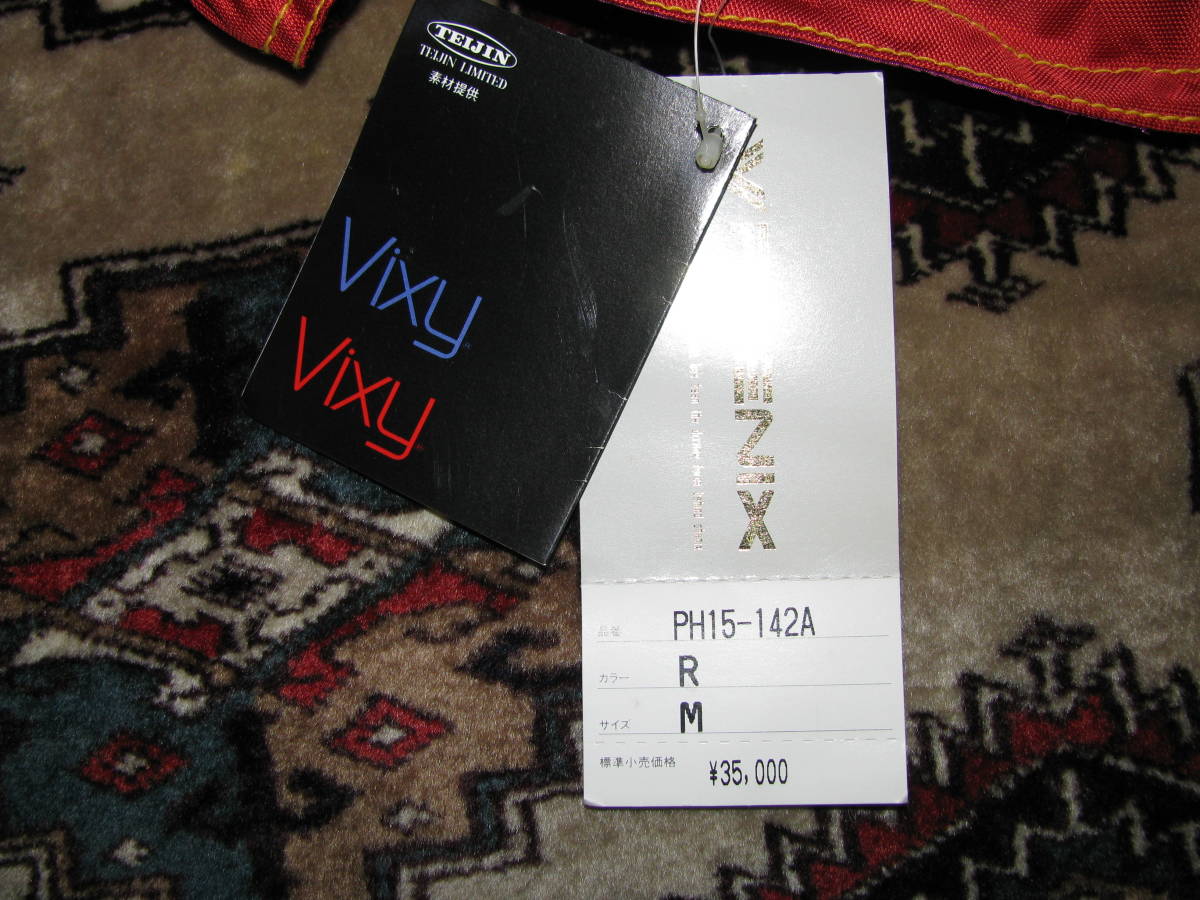 TEIJIN
TEIJIN LIMITED
素材提供
Vixy
Vixy
ENIX
品番 PH15-142A
カラー R
サイズ M
標準小売価格 ¥35,000